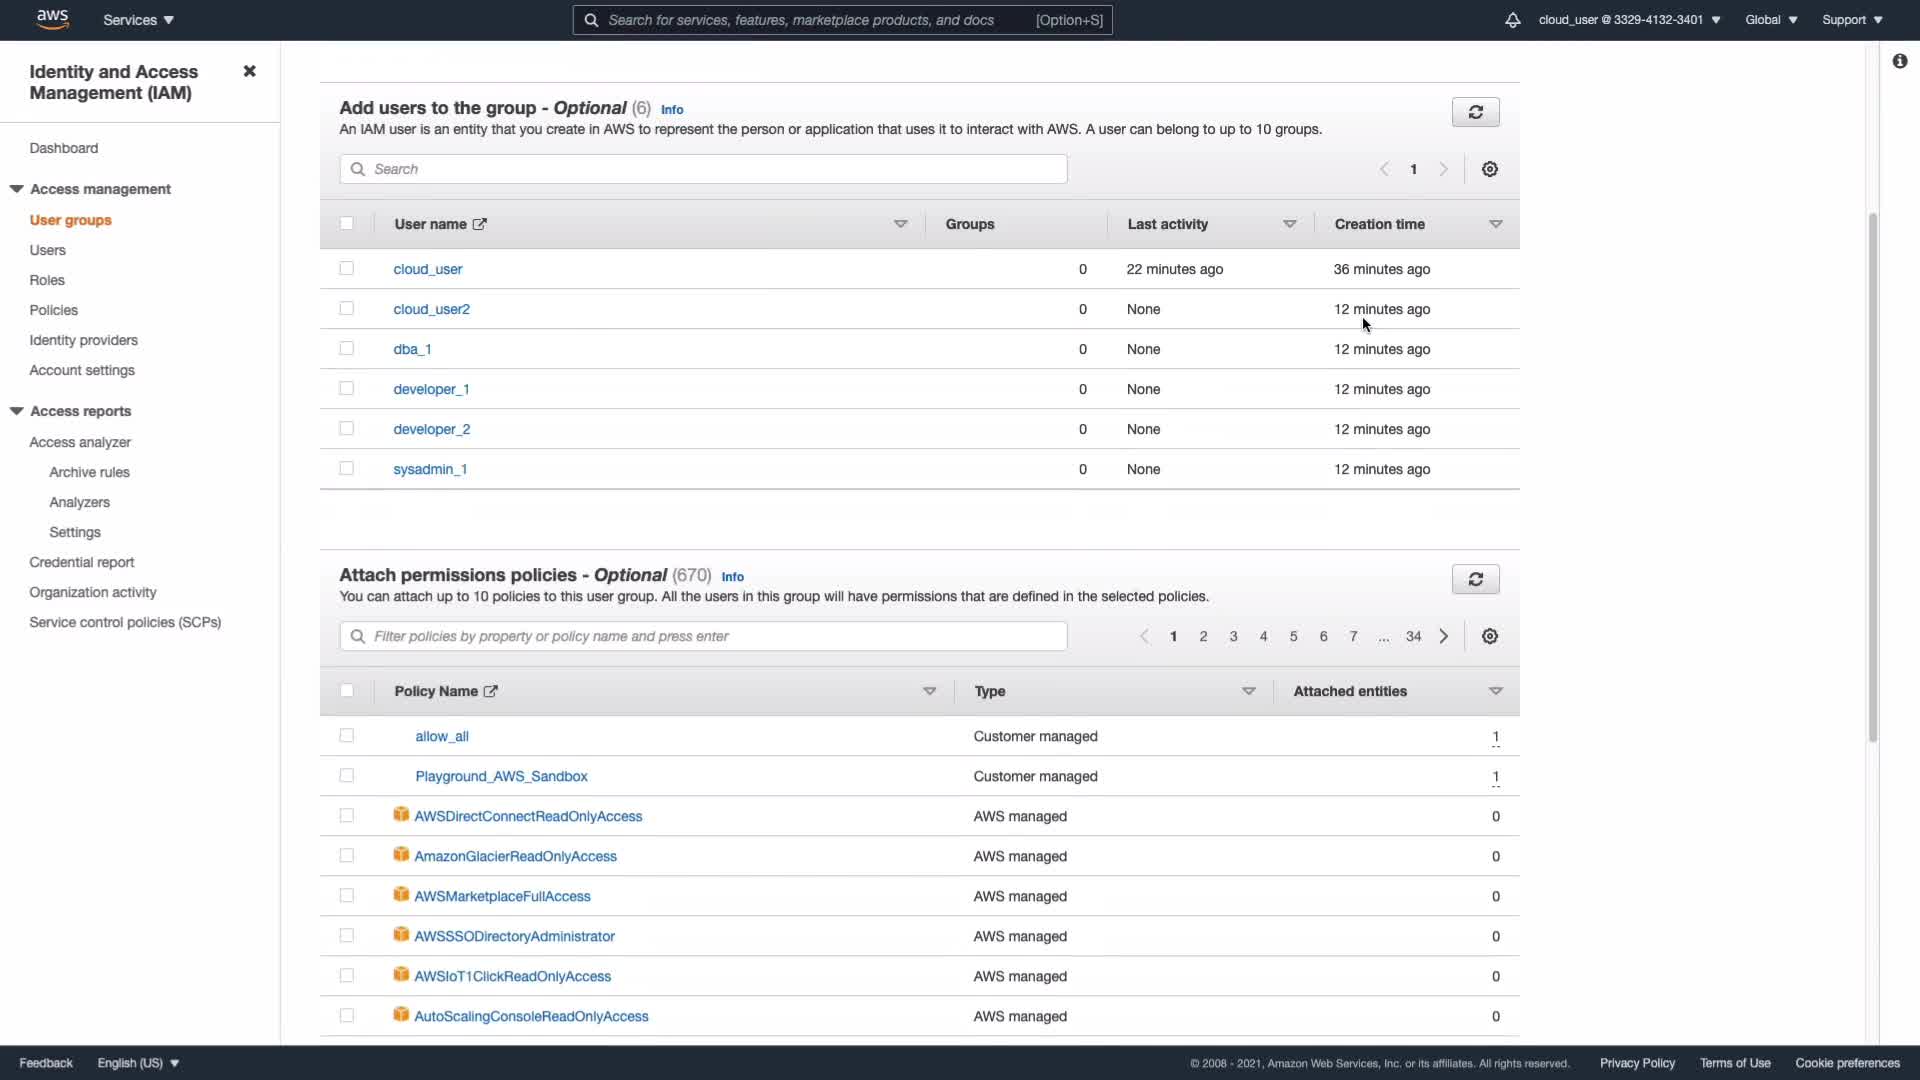 aws
Services
Search for services, features, marketplace products, and docs
[Option+S]
cloud_user @ 3329-4132-3401
Global
Support
Identity and Access Management (IAM)
Dashboard
Access management
User groups
Users
Roles
Policies
Identity providers
Account settings
Access reports
Access analyzer
Archive rules
Analyzers
Settings
Credential report
Organization activity
Service control policies (SCPs)
Add users to the group - Optional (6) Info
An IAM user is an entity that you create in AWS to represent the person or application that uses it to interact with AWS. A user can belong to up to 10 groups.
Search
1
User name Groups Last activity Creation time
cloud_user 0 22 minutes ago 36 minutes ago
cloud_user2 0 None 12 minutes ago
dba_1 0 None 12 minutes ago
developer_1 0 None 12 minutes ago
developer_2 0 None 12 minutes ago
sysadmin_1 0 None 12 minutes ago
Attach permissions policies - Optional (670) Info
You can attach up to 10 policies to this user group. All the users in this group will have permissions that are defined in the selected policies.
Filter policies by property or policy name and press enter
1 2 3 4 5 6 7 ... 34
Policy Name Type Attached entities
allow_all Customer managed 1
Playground_AWS_Sandbox Customer managed 1
AWSDirectConnectReadOnlyAccess AWS managed 0
AmazonGlacierReadOnlyAccess AWS managed 0
AWSMarketplaceFullAccess AWS managed 0
AWSSSODirectoryAdministrator AWS managed 0
AWSIoT1ClickReadOnlyAccess AWS managed 0
AutoScalingConsoleReadOnlyAccess AWS managed 0
Feedback English (US) © 2008 - 2021, Amazon Web Services, Inc. or its affiliates. All rights reserved. Privacy Policy Terms of Use Cookie preferences